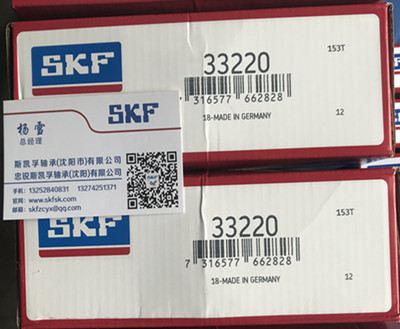 SKF
33220
153T
7 316577 662828
18-MADE IN GERMANY
12
SKF
杨雪
总经理
斯凯孚轴承(沈阳市)有限公司
忠锐斯凯孚轴承(沈阳)有限公司
手机：13252840831 13274251371
官网：www.skfsk.com
邮箱：skfzcyx@qq.com
SKF
SKF
33220
153T
7 316577 662828
18-MADE IN GERMANY
12